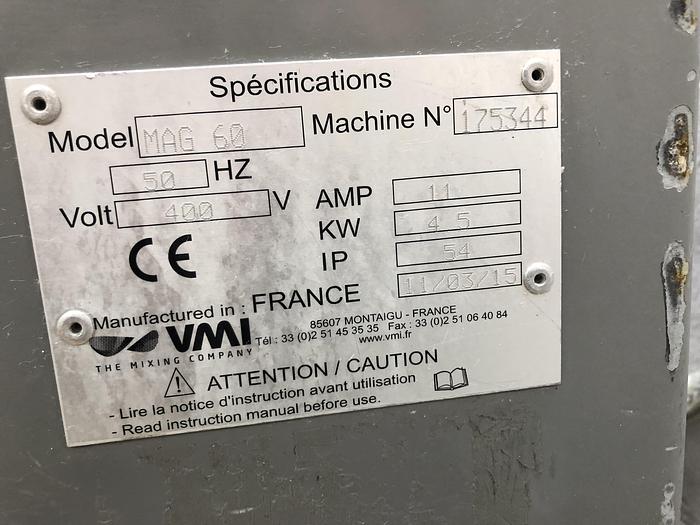 Spécifications
Model MAG 60 Machine N° 175344
50 HZ
Volt 400 V AMP 11
KW 4 5
IP 54
11/03/15
CE
Manufactured in : FRANCE
85607 MONTAIGU - FRANCE
VMI Tél : 33 (0)2 51 45 35 35 Fax : 33 (0)2 51 06 40 84
THE MIXING COMPANY www.vmi.fr
ATTENTION / CAUTION
- Lire la notice d'instruction avant utilisation
- Read instruction manual before use.